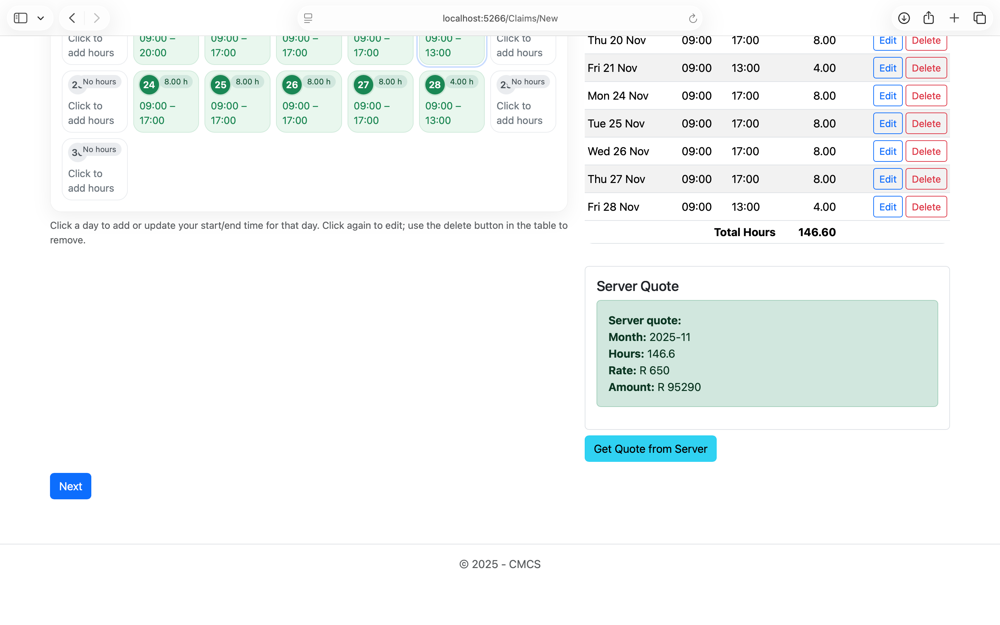 localhost:5266/Claims/New
Click to add hours
09:00 – 20:00
09:00 – 17:00
09:00 – 17:00
09:00 – 17:00
09:00 – 13:00
Click to add hours
No hours
Click to add hours
24 8.00 h
09:00 – 17:00
25 8.00 h
09:00 – 17:00
26 8.00 h
09:00 – 17:00
27 8.00 h
09:00 – 17:00
28 4.00 h
09:00 – 13:00
No hours
Click to add hours
No hours
Click to add hours
Click a day to add or update your start/end time for that day. Click again to edit; use the delete button in the table to
remove.
Thu 20 Nov 09:00 17:00 8.00 Edit Delete
Fri 21 Nov 09:00 13:00 4.00 Edit Delete
Mon 24 Nov 09:00 17:00 8.00 Edit Delete
Tue 25 Nov 09:00 17:00 8.00 Edit Delete
Wed 26 Nov 09:00 17:00 8.00 Edit Delete
Thu 27 Nov 09:00 17:00 8.00 Edit Delete
Fri 28 Nov 09:00 13:00 4.00 Edit Delete
Total Hours 146.60
Server Quote
Server quote:
Month: 2025-11
Hours: 146.6
Rate: R 650
Amount: R 95290
Get Quote from Server
Next
© 2025 - CMCS